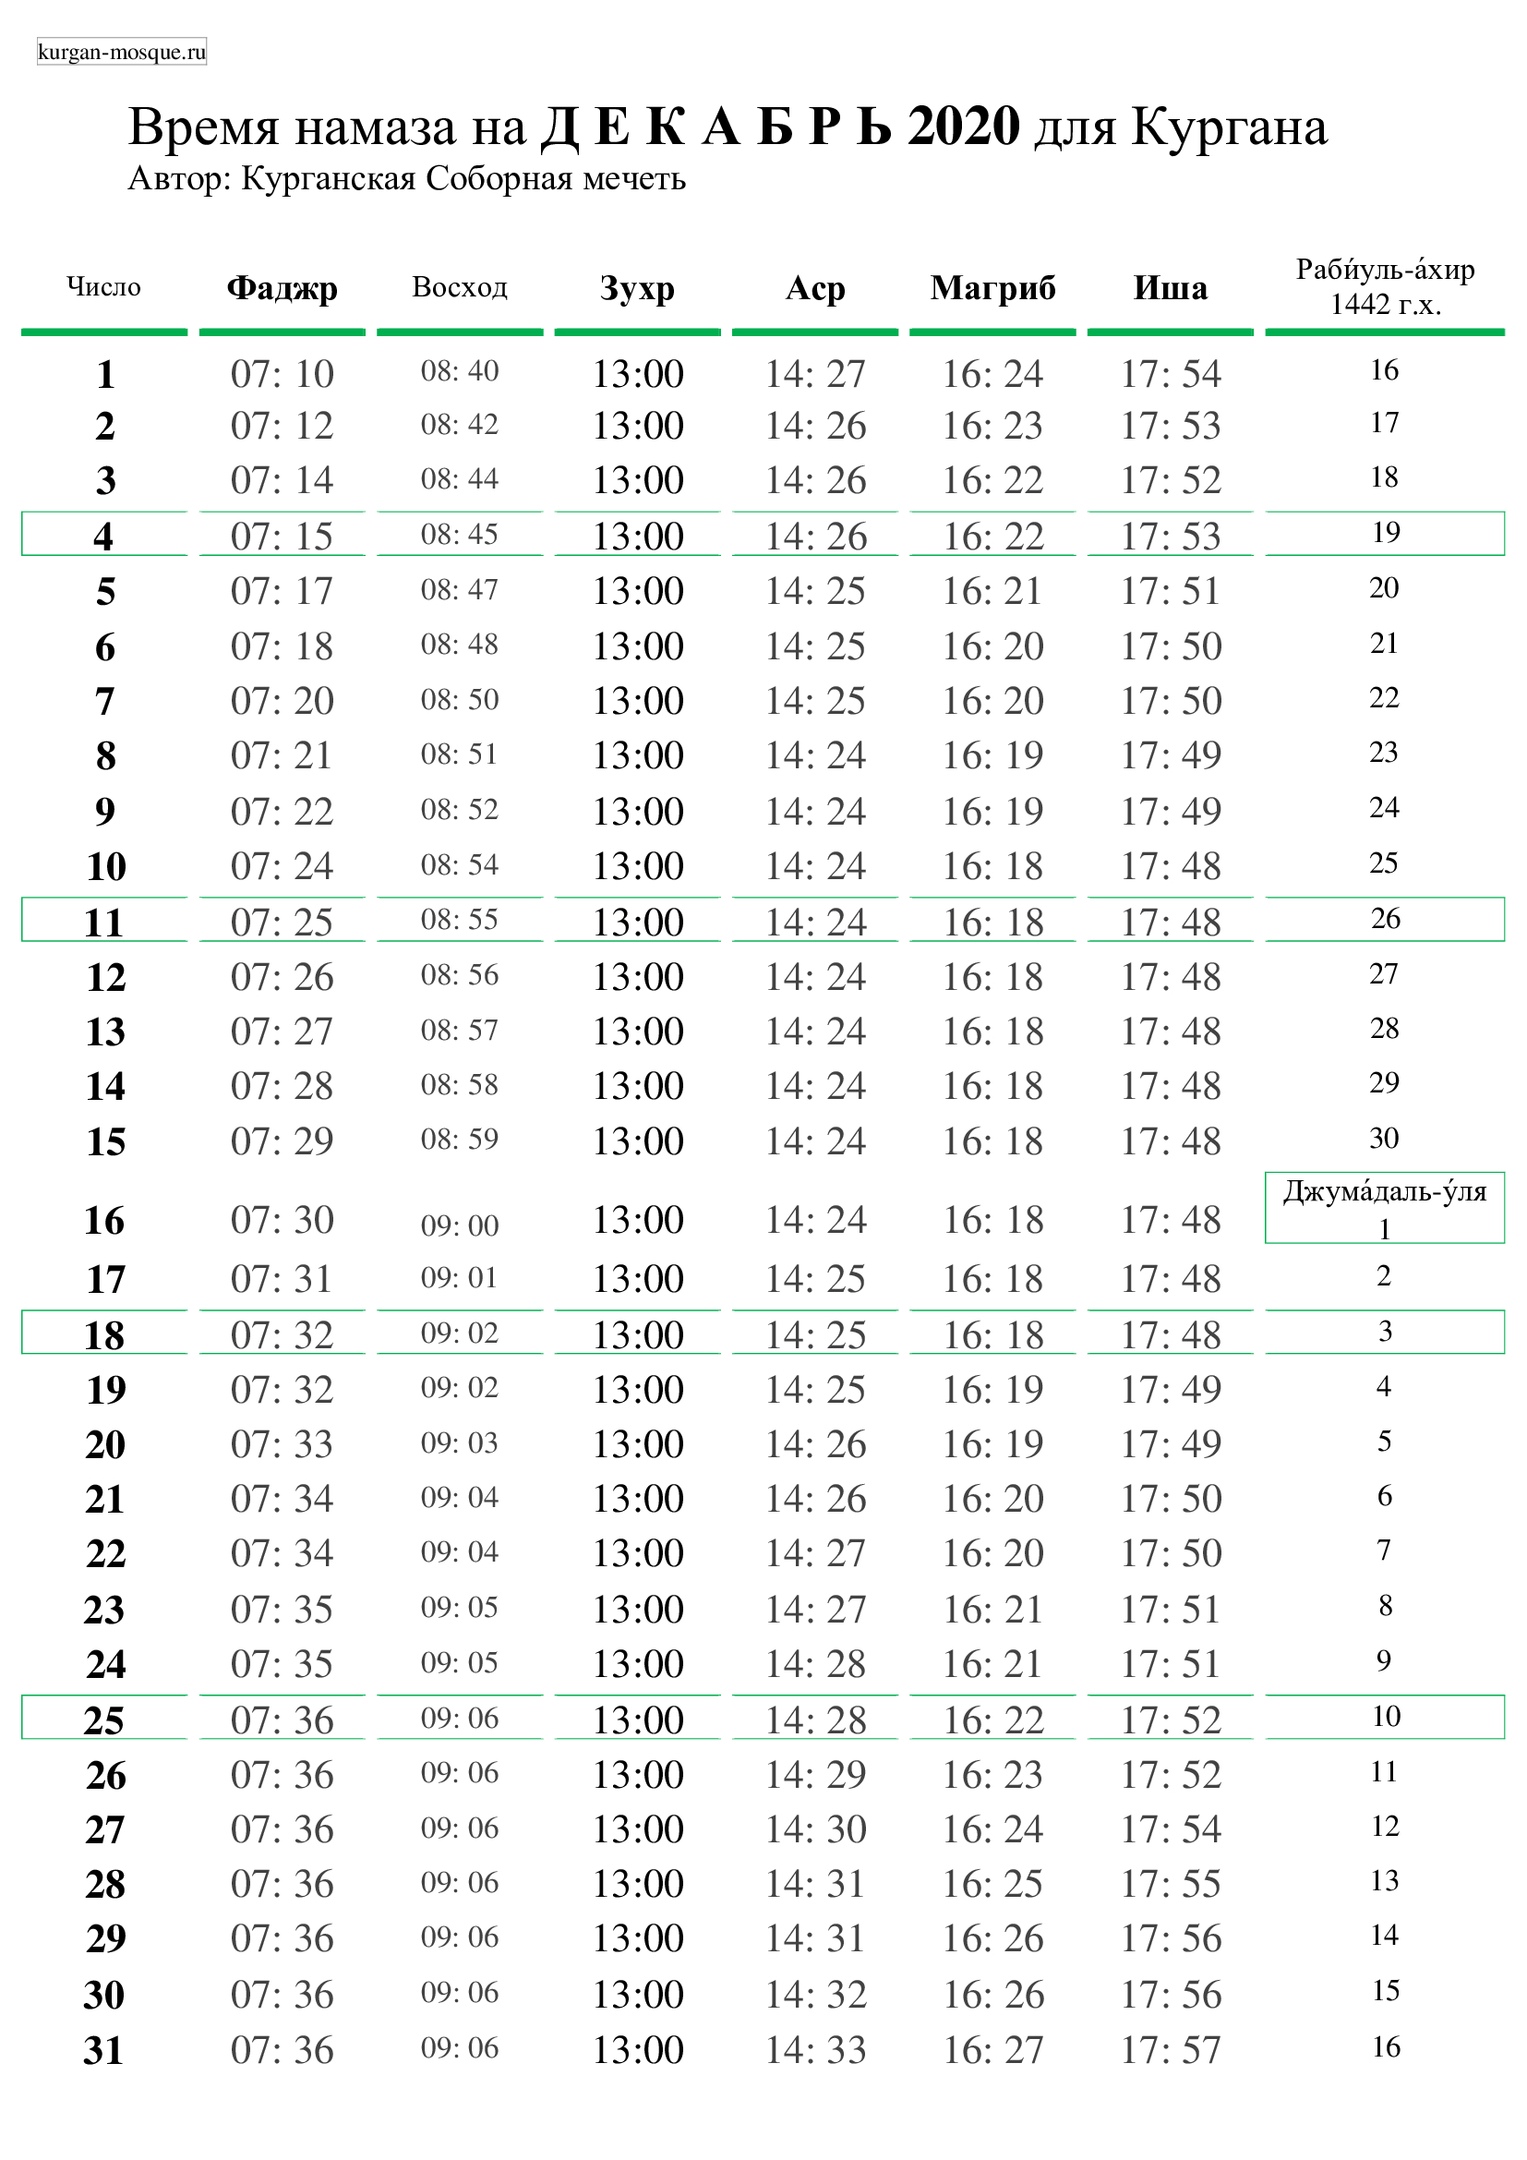 kurgan-mosque.ru
Время намаза на Д Е К А Б Р Ь 2020 для Кургана
Автор: Курганская Соборная мечеть
Число Фаджр Восход Зухр Аср Магриб Иша Раби́уль-а́хир 1442 г.х.
1 07: 10 08: 40 13:00 14: 27 16: 24 17: 54 16
2 07: 12 08: 42 13:00 14: 26 16: 23 17: 53 17
3 07: 14 08: 44 13:00 14: 26 16: 22 17: 52 18
4 07: 15 08: 45 13:00 14: 26 16: 22 17: 53 19
5 07: 17 08: 47 13:00 14: 25 16: 21 17: 51 20
6 07: 18 08: 48 13:00 14: 25 16: 20 17: 50 21
7 07: 20 08: 50 13:00 14: 25 16: 20 17: 50 22
8 07: 21 08: 51 13:00 14: 24 16: 19 17: 49 23
9 07: 22 08: 52 13:00 14: 24 16: 19 17: 49 24
10 07: 24 08: 54 13:00 14: 24 16: 18 17: 48 25
11 07: 25 08: 55 13:00 14: 24 16: 18 17: 48 26
12 07: 26 08: 56 13:00 14: 24 16: 18 17: 48 27
13 07: 27 08: 57 13:00 14: 24 16: 18 17: 48 28
14 07: 28 08: 58 13:00 14: 24 16: 18 17: 48 29
15 07: 29 08: 59 13:00 14: 24 16: 18 17: 48 30
16 07: 30 09: 00 13:00 14: 24 16: 18 17: 48 Джума́даль-у́ля 1
17 07: 31 09: 01 13:00 14: 25 16: 18 17: 48 2
18 07: 32 09: 02 13:00 14: 25 16: 18 17: 48 3
19 07: 32 09: 02 13:00 14: 25 16: 19 17: 49 4
20 07: 33 09: 03 13:00 14: 26 16: 19 17: 49 5
21 07: 34 09: 04 13:00 14: 26 16: 20 17: 50 6
22 07: 34 09: 04 13:00 14: 27 16: 20 17: 50 7
23 07: 35 09: 05 13:00 14: 27 16: 21 17: 51 8
24 07: 35 09: 05 13:00 14: 28 16: 21 17: 51 9
25 07: 36 09: 06 13:00 14: 28 16: 22 17: 52 10
26 07: 36 09: 06 13:00 14: 29 16: 23 17: 52 11
27 07: 36 09: 06 13:00 14: 30 16: 24 17: 54 12
28 07: 36 09: 06 13:00 14: 31 16: 25 17: 55 13
29 07: 36 09: 06 13:00 14: 31 16: 26 17: 56 14
30 07: 36 09: 06 13:00 14: 32 16: 26 17: 56 15
31 07: 36 09: 06 13:00 14: 33 16: 27 17: 57 16